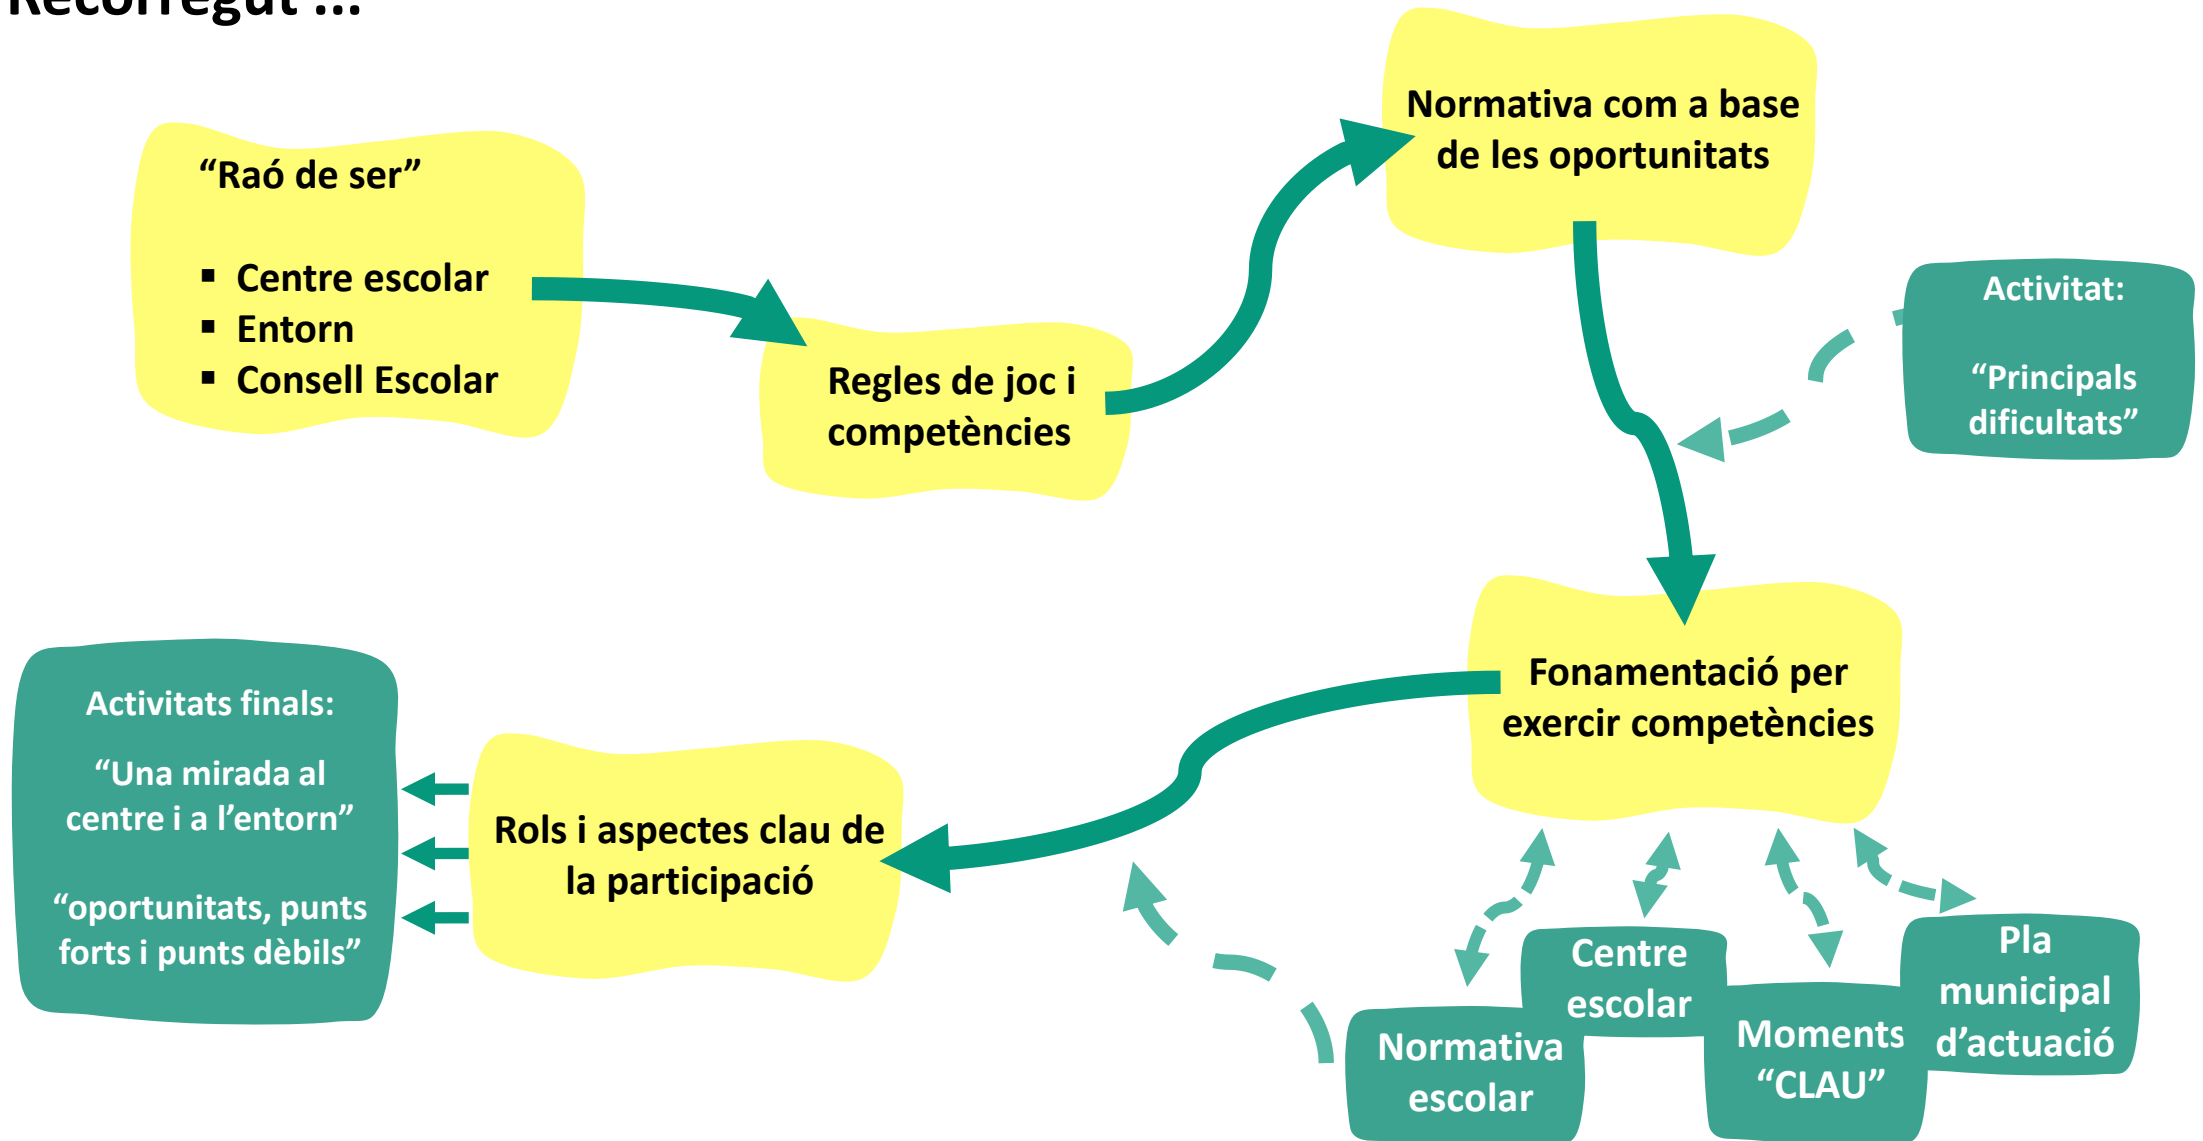 Recorregut ...
“Raó de ser”
▪ Centre escolar
▪ Entorn
▪ Consell Escolar
Regles de joc i
competències
Normativa com a base
de les oportunitats
Activitat:
“Principals
dificultats”
Fonamentació per
exercir competències
Normativa
escolar
Centre
escolar
Moments
“CLAU”
Pla
municipal
d’actuació
Rols i aspectes clau de
la participació
Activitats finals:
“Una mirada al
centre i a l’entorn”
“oportunitats, punts
forts i punts dèbils”